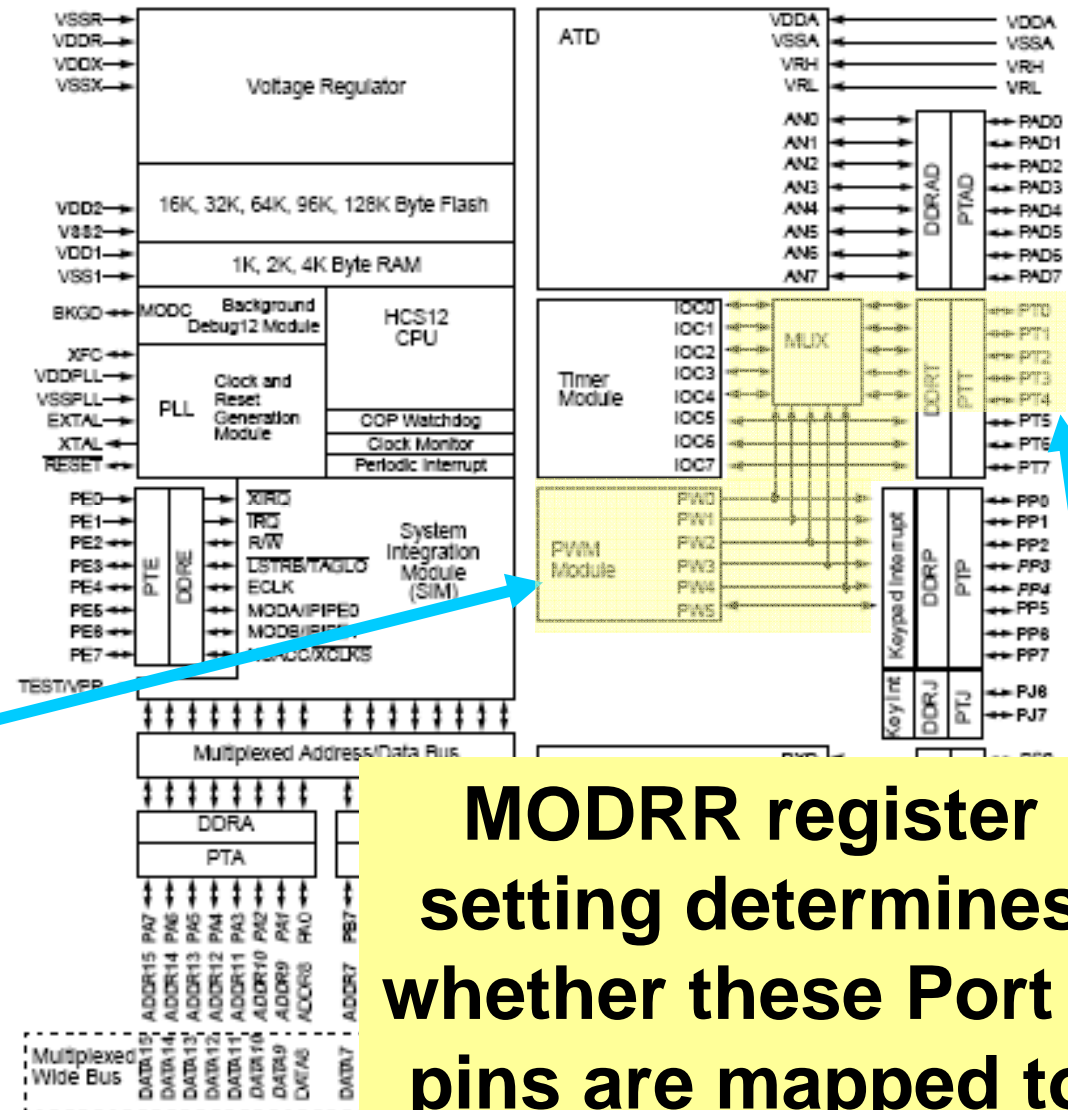 VSSR
VDDR
VDDX
VSSX
Voltage Regulator
VDD2
VSS2
VDD1
VSS1
16K, 32K, 64K, 96K, 128K Byte Flash
1K, 2K, 4K Byte RAM
BKGD
MODC
Background
Debug12 Module
HCS12
CPU
XFC
VDDPLL
VSSPLL
EXTAL
XTAL
RESET
PLL
Clock and
Reset
Generation
Module
COP Watchdog
Clock Monitor
Periodic Interrupt
PE0
PE1
PE2
PE3
PE4
PE5
PE6
PE7
TEST/VPP
PTE
DDRE
XIRQ
IRQ
R/W
LSTRB/TAGLO
ECLK
MODA/IPIPE0
MODB/IPIPE1
NOACC/XCLKS
System
Integration
Module
(SIM)
Multiplexed Address/Data Bus
DDRA
PTA
PA7
PA6
PA5
PA4
PA3
PA2
PA1
PA0
PB7
ADDR15
ADDR14
ADDR13
ADDR12
ADDR11
ADDR10
ADDR9
ADDR8
ADDR7
Multiplexed
Wide Bus
DATA15
DATA14
DATA13
DATA12
DATA11
DATA10
DATA9
DATA8
DATA7
ATD
VDDA
VSSA
VRH
VRL
VDDA
VSSA
VRH
VRL
AN0
AN1
AN2
AN3
AN4
AN5
AN6
AN7
DDRAD
PTAD
PAD0
PAD1
PAD2
PAD3
PAD4
PAD5
PAD6
PAD7
Timer
Module
IOC0
IOC1
IOC2
IOC3
IOC4
IOC5
IOC6
IOC7
MUX
DDRT
PTT
PT0
PT1
PT2
PT3
PT4
PT5
PT6
PT7
PWM
Module
PW0
PW1
PW2
PW3
PW4
PW5
Keypad Interrupt
DDRP
PTP
PP0
PP1
PP2
PP3
PP4
PP5
PP6
PP7
Key Int
DDRJ
PTJ
PJ6
PJ7
MODRR register
setting determines
whether these Port
pins are mapped to